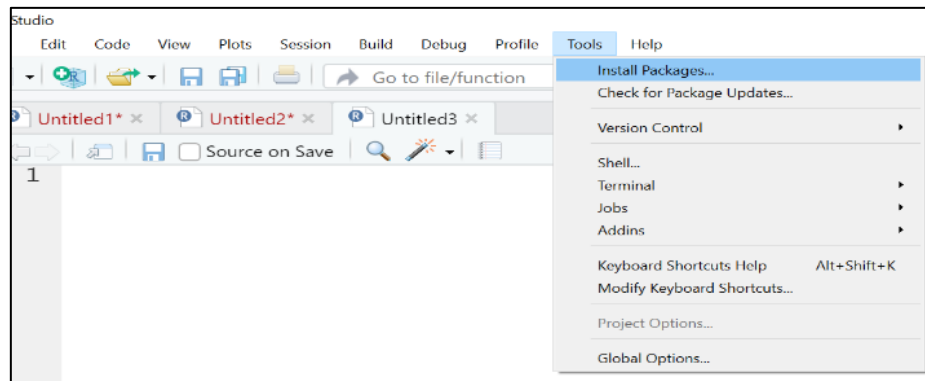 Studio
Edit Code View Plots Session Build Debug Profile Tools Help
Go to file/function
Untitled1* Untitled2* Untitled3
Source on Save
1
Install Packages...
Check for Package Updates...
Version Control
Shell...
Terminal
Jobs
Addins
Keyboard Shortcuts Help Alt+Shift+K
Modify Keyboard Shortcuts...
Project Options...
Global Options...